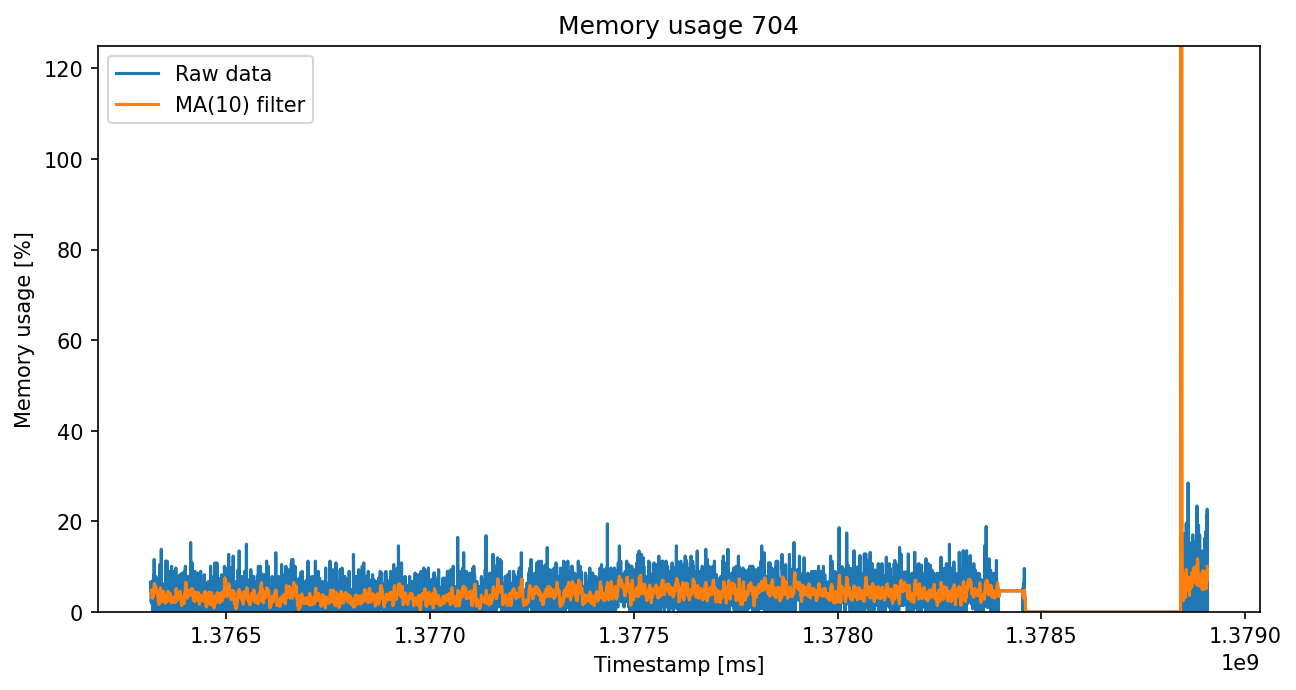 Memory usage 704
Raw data
MA(10) filter
120
100
80
60
40
20
0
Memory usage [%]
1.3765 1.3770 1.3775 1.3780 1.3785 1.3790
1e9
Timestamp [ms]